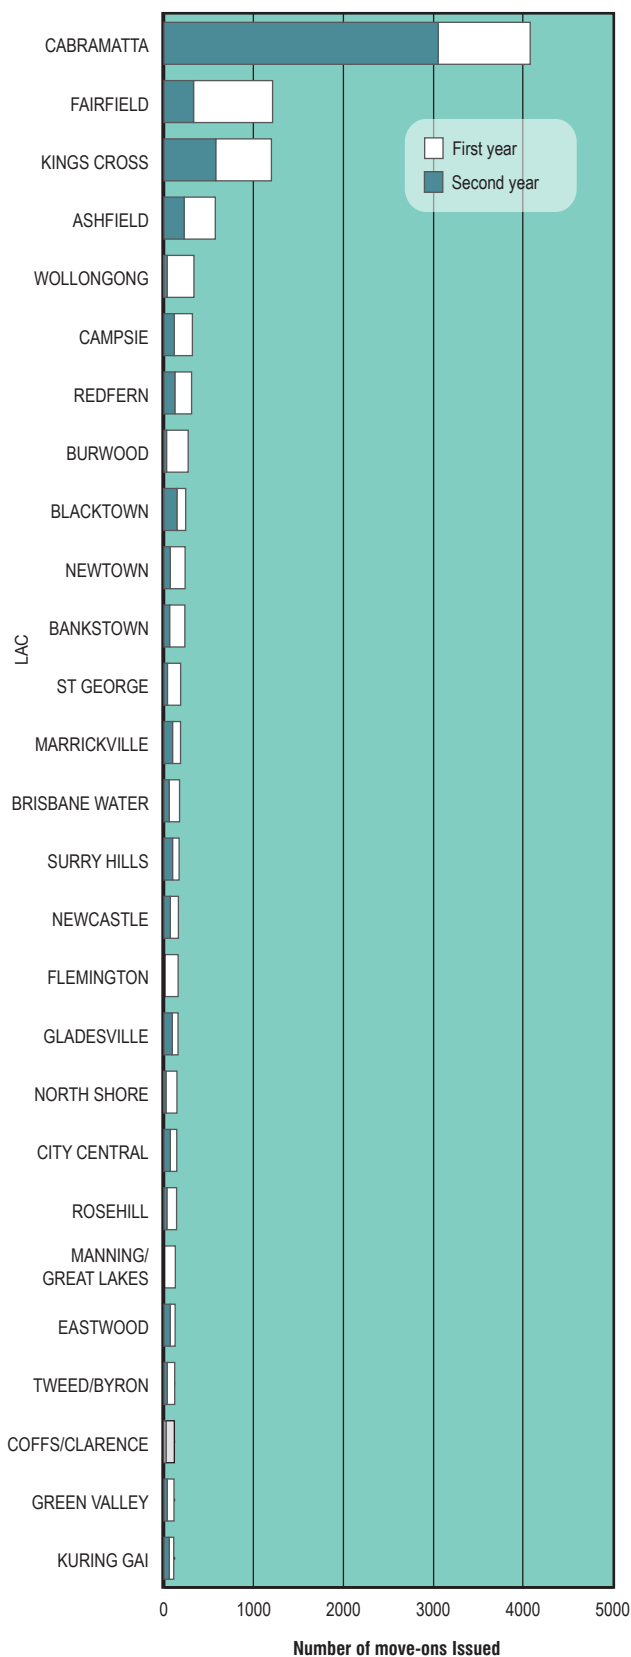 CABRAMATTA
FAIRFIELD
KINGS CROSS
First year
Second year
ASHFIELD
WOLLONGONG
CAMPSIE
REDFERN
BURWOOD
BLACKTOWN
NEWTOWN
BANKSTOWN
LAC
ST GEORGE
MARRICKVILLE
BRISBANE WATER
SURRY HILLS
NEWCASTLE
FLEMINGTON
GLADESVILLE
NORTH SHORE
CITY CENTRAL
ROSEHILL
MANNING/
GREAT LAKES
EASTWOOD
TWEED/BYRON
COFFS/CLARENCE
GREEN VALLEY
KURING GAI
0 1000 2000 3000 4000 5000
Number of move-ons Issued